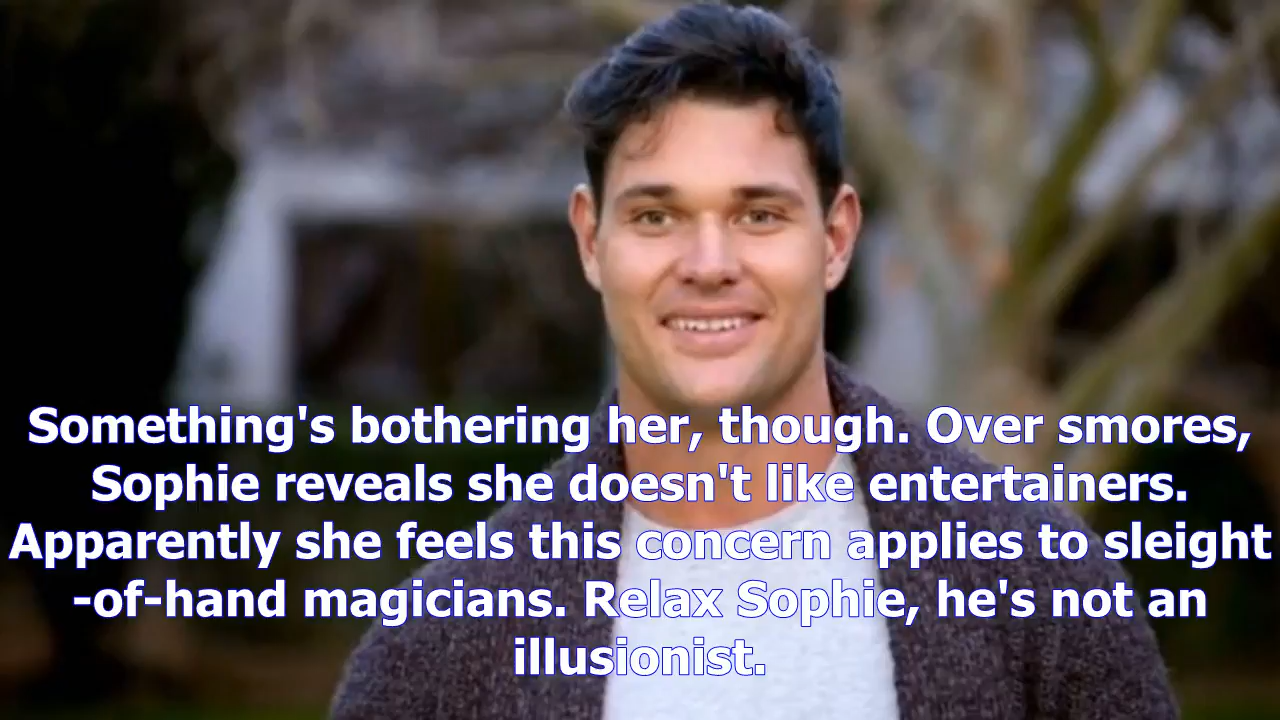 Something's bothering her, though. Over smores,
Sophie reveals she doesn't like entertainers.
Apparently she feels this concern applies to sleight
-of-hand magicians. Relax Sophie, he's not an
illusionist.